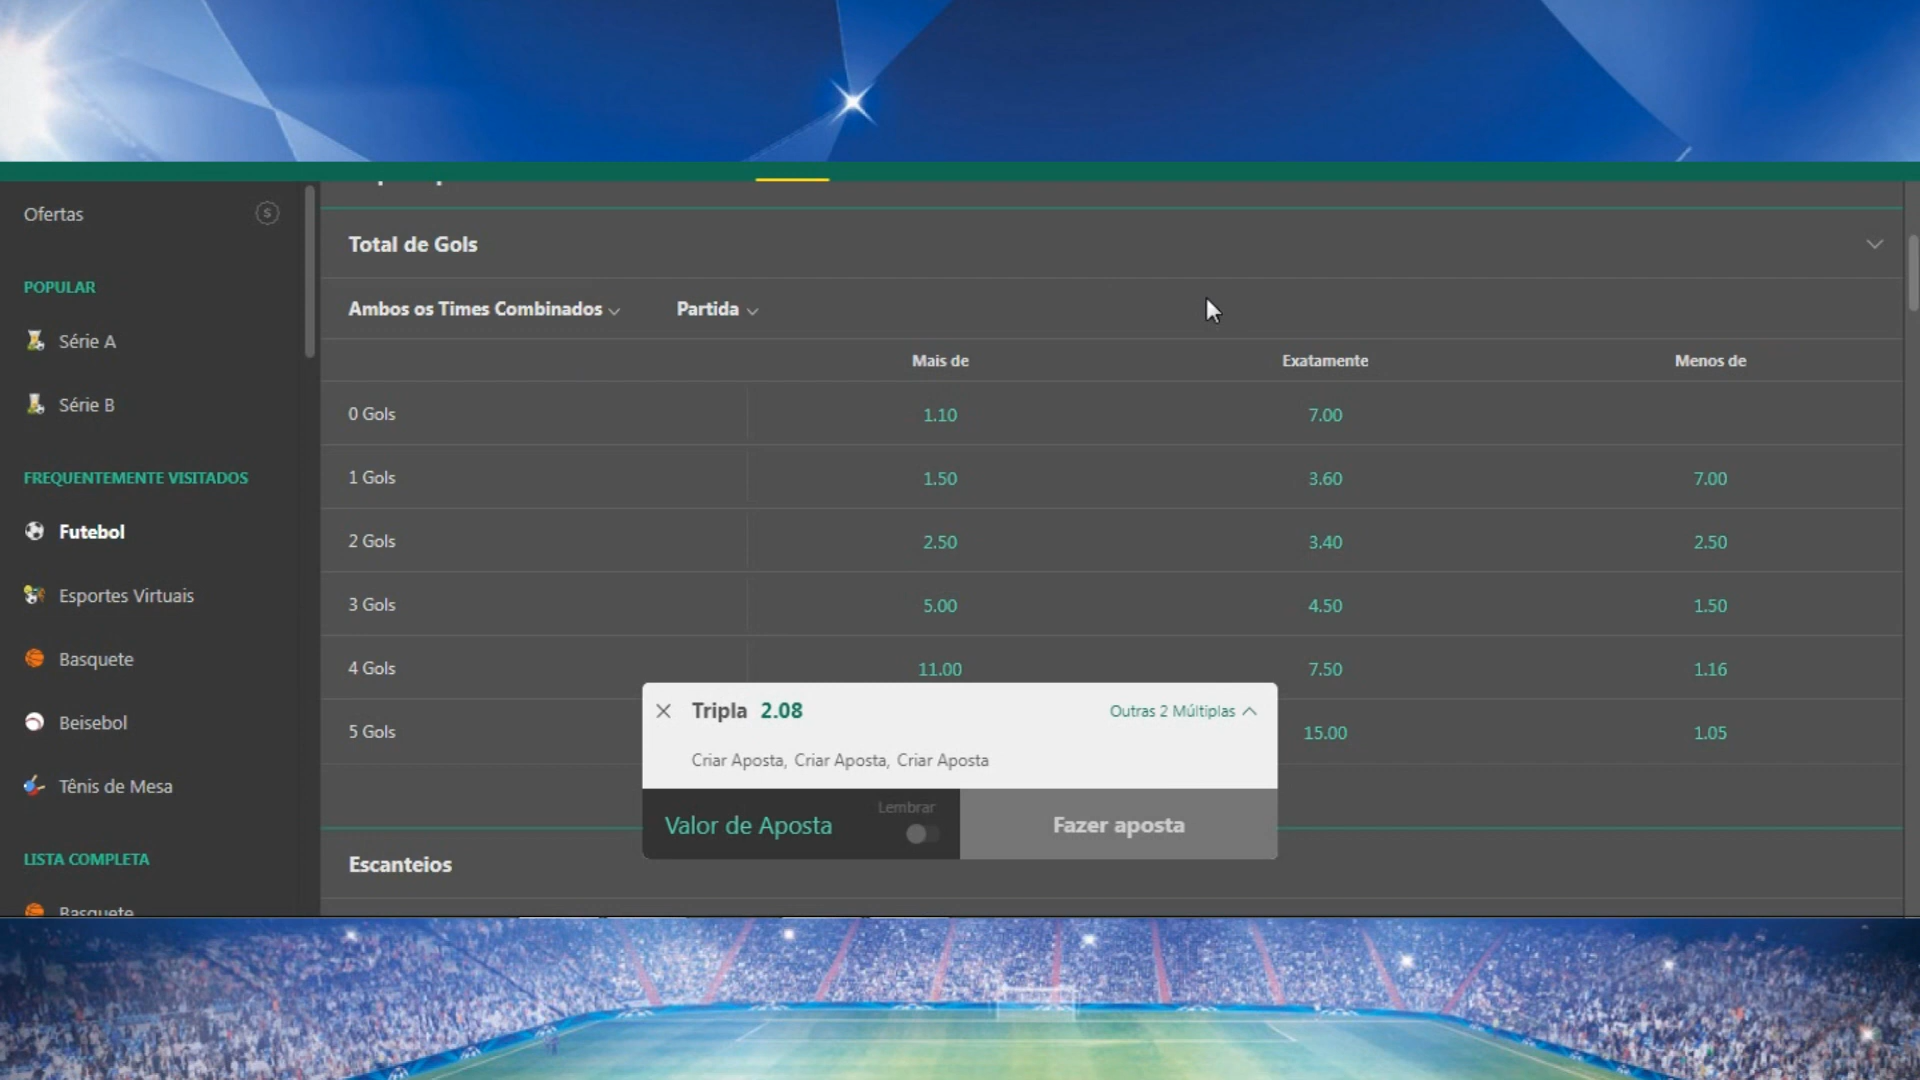 Ofertas
S
POPULAR
Série A
Série B
FREQUENTEMENTE VISITADOS
Futebol
Esportes Virtuais
Basquete
Beisebol
Tênis de Mesa
LISTA COMPLETA
Basquete
Total de Gols
Ambos os Times Combinados Partida
Mais de Exatamente Menos de
0 Gols 1.10 7.00
1 Gols 1.50 3.60 7.00
2 Gols 2.50 3.40 2.50
3 Gols 5.00 4.50 1.50
4 Gols 11.00 7.50 1.16
5 Gols 15.00 1.05
Tripla 2.08 Outras 2 Múltiplas
Criar Aposta, Criar Aposta, Criar Aposta
Valor de Aposta Lembrar Fazer aposta
Escanteios